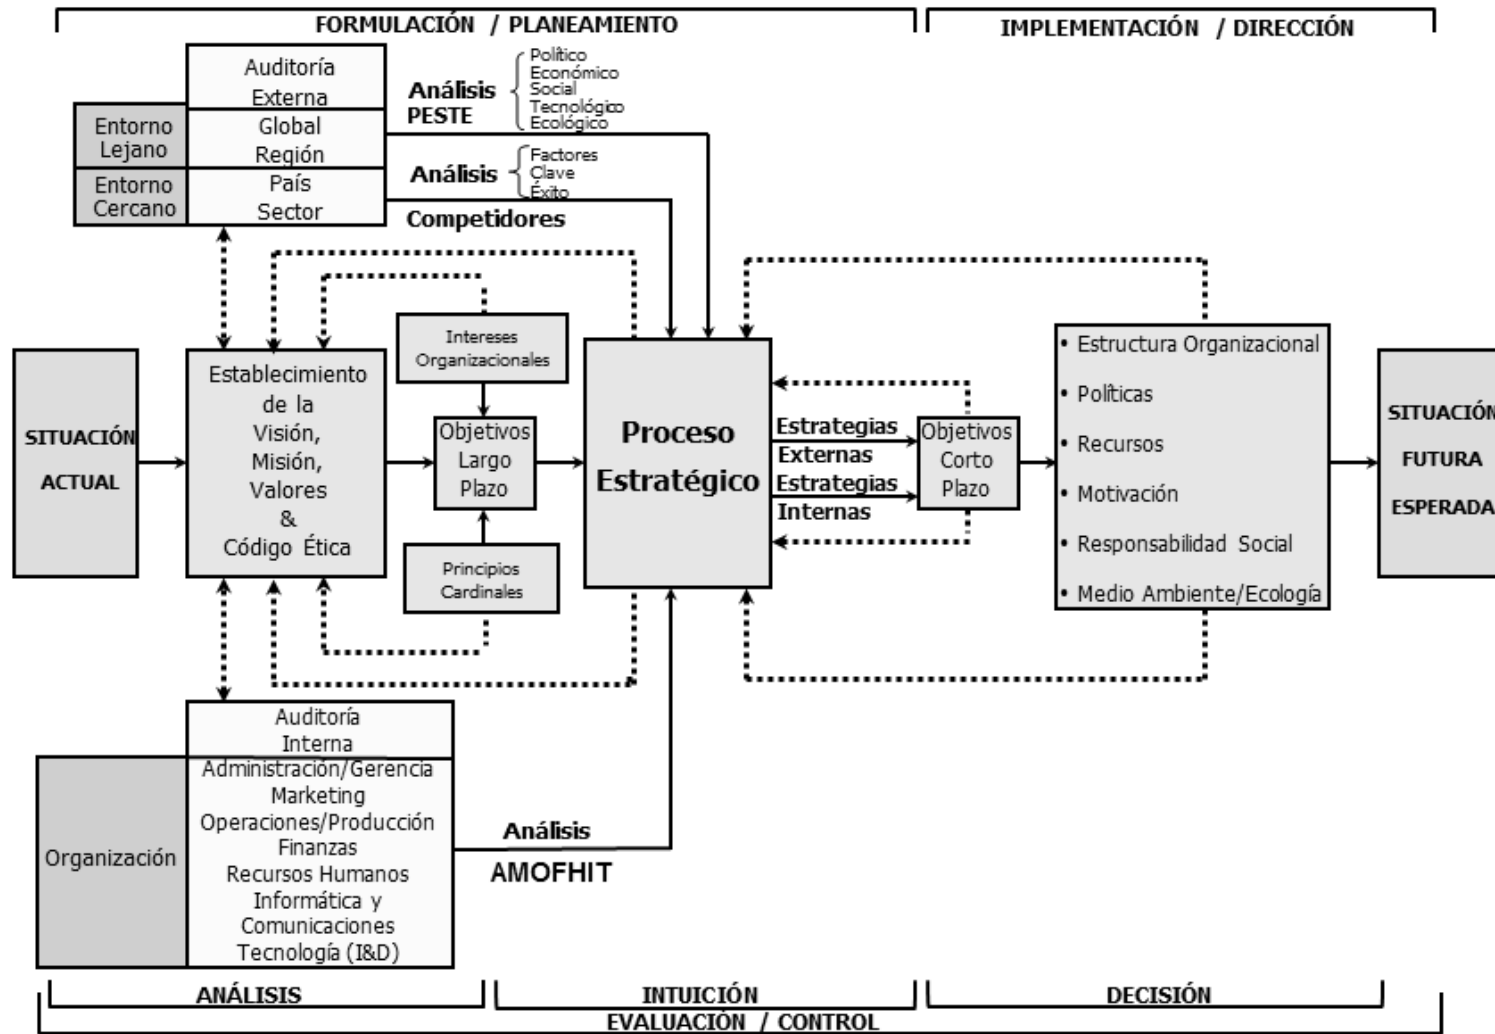 FORMULACIÓN / PLANEAMIENTO
IMPLEMENTACIÓN / DIRECCIÓN
Auditoría
Externa
Entorno
Lejano
Global
Región
Entorno
Cercano
País
Sector
Análisis
PESTE
Político
Económico
Social
Tecnológico
Ecológico
Análisis
Competidores
Factores
Clave
Éxito
SITUACIÓN
ACTUAL
Establecimiento
de la
Visión,
Misión,
Valores
&
Código Ética
Intereses
Organizacionales
Objetivos
Largo
Plazo
Principios
Cardinales
Proceso
Estratégico
Estrategias
Externas
Estrategias
Internas
Objetivos
Corto
Plazo
• Estructura Organizacional
• Políticas
• Recursos
• Motivación
• Responsabilidad Social
• Medio Ambiente/Ecología
SITUACIÓN
FUTURA
ESPERADA
Auditoría
Interna
Organización
Administración/Gerencia
Marketing
Operaciones/Producción
Finanzas
Recursos Humanos
Informática y
Comunicaciones
Tecnología (I&D)
Análisis
AMOFHIT
ANÁLISIS
INTUICIÓN
DECISIÓN
EVALUACIÓN / CONTROL